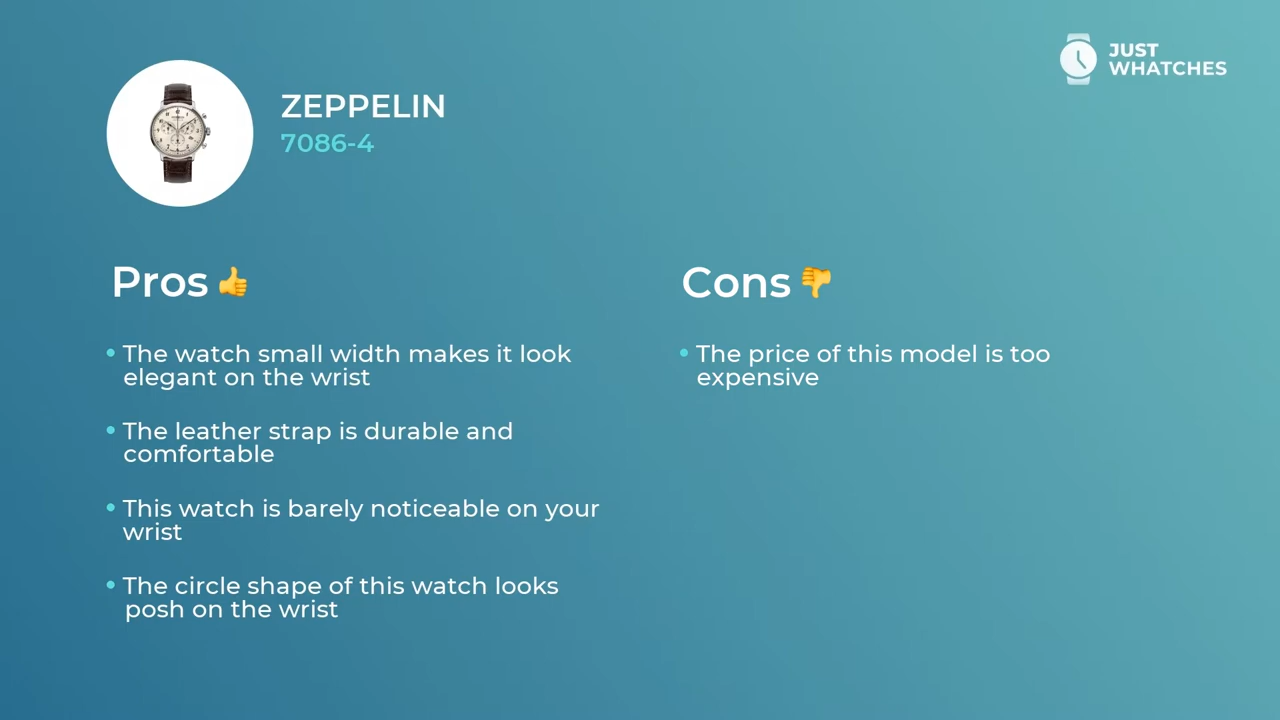 JUST
WHATCHES
ZEPPELIN
7086-4
Pros
• The watch small width makes it look
elegant on the wrist
• The leather strap is durable and
comfortable
• This watch is barely noticeable on your
wrist
• The circle shape of this watch looks
posh on the wrist
Cons
• The price of this model is too
expensive